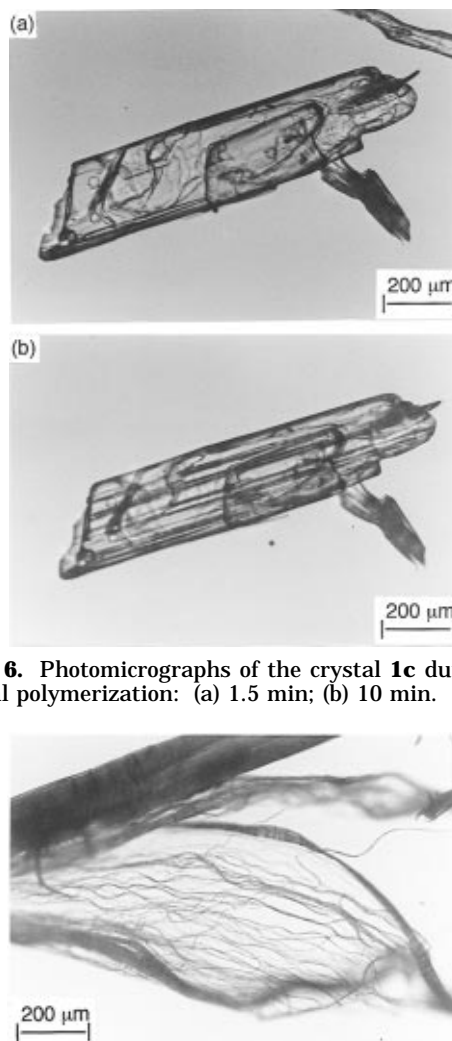 (a)
200 μm
(b)
200 μm
6. Photomicrographs of the crystal 1c du
l polymerization: (a) 1.5 min; (b) 10 min.
200 μm